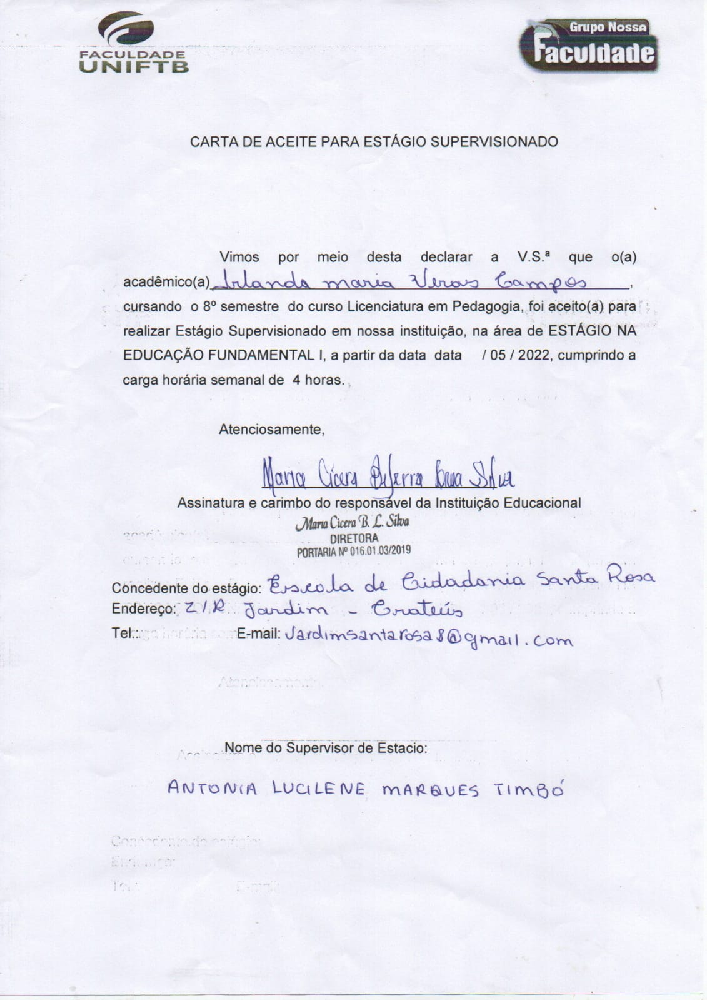 FACULDADE
UNIFTB
Grupo Nossa
Faculdade
CARTA DE ACEITE PARA ESTÁGIO SUPERVISIONADO
Vimos por meio desta declarar a V.S.ª que o(a)
acadêmico(a) Irlanda maria Veras Campos,
cursando o 8º semestre do curso Licenciatura em Pedagogia, foi aceito(a) para
realizar Estágio Supervisionado em nossa instituição, na área de ESTÁGIO NA
EDUCAÇÃO FUNDAMENTAL I, a partir da data data / 05 / 2022, cumprindo a
carga horária semanal de 4 horas.
Atenciosamente,
Maria Cícera Silva
Assinatura e carimbo do responsável da Instituição Educacional
Maria Cícera B. L. Silva
DIRETORA
PORTARIA Nº 016.01.03/2019
Concedente do estágio: Escola de Cidadania Santa Rosa
Endereço: Z/R Jardim - Crateús
Tel.: E-mail: Jardimsantarosa8@gmail.com
Nome do Supervisor de Estacio:
ANTONIA LUCILENE MARQUES TIMBÓ